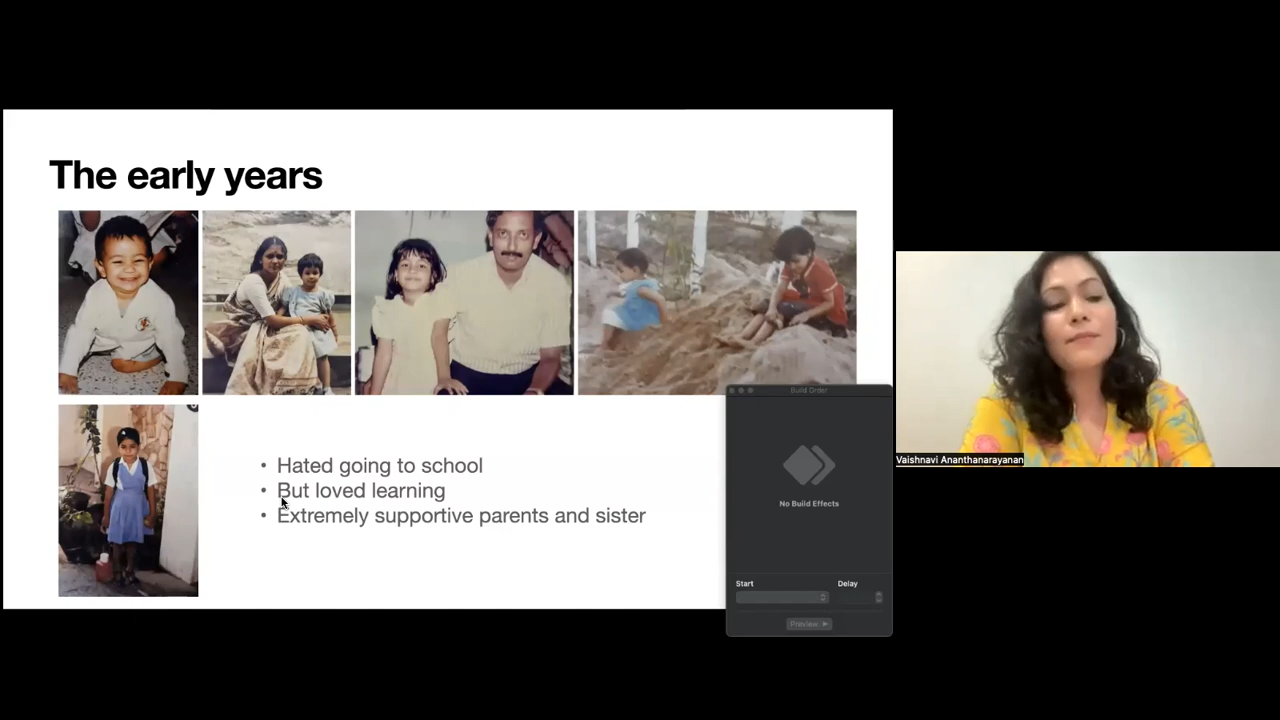 The early years
• Hated going to school
• But loved learning
• Extremely supportive parents and sister
Build Order
No Build Effects
Start
Delay
Preview
Vaishnavi Ananthanarayanan